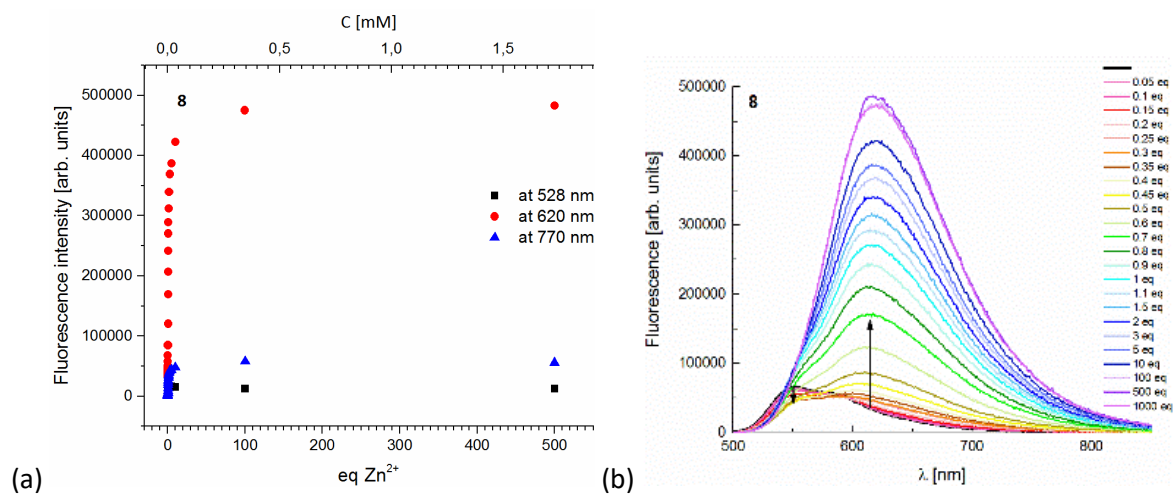 C [mM]
0,0 0,5 1,0 1,5
8
500000
400000
300000
200000
100000
0
Fluorescence intensity [arb. units]
at 528 nm
at 620 nm
at 770 nm
0 100 200 300 400 500
eq Zn²⁺
(a)
8
500000
400000
300000
200000
100000
0
Fluorescence [arb. units]
500 600 700 800
λ [nm]
0.05 eq
0.1 eq
0.15 eq
0.2 eq
0.25 eq
0.3 eq
0.35 eq
0.4 eq
0.45 eq
0.5 eq
0.6 eq
0.7 eq
0.8 eq
0.9 eq
1 eq
1.1 eq
1.5 eq
2 eq
3 eq
5 eq
10 eq
100 eq
500 eq
1000 eq
(b)